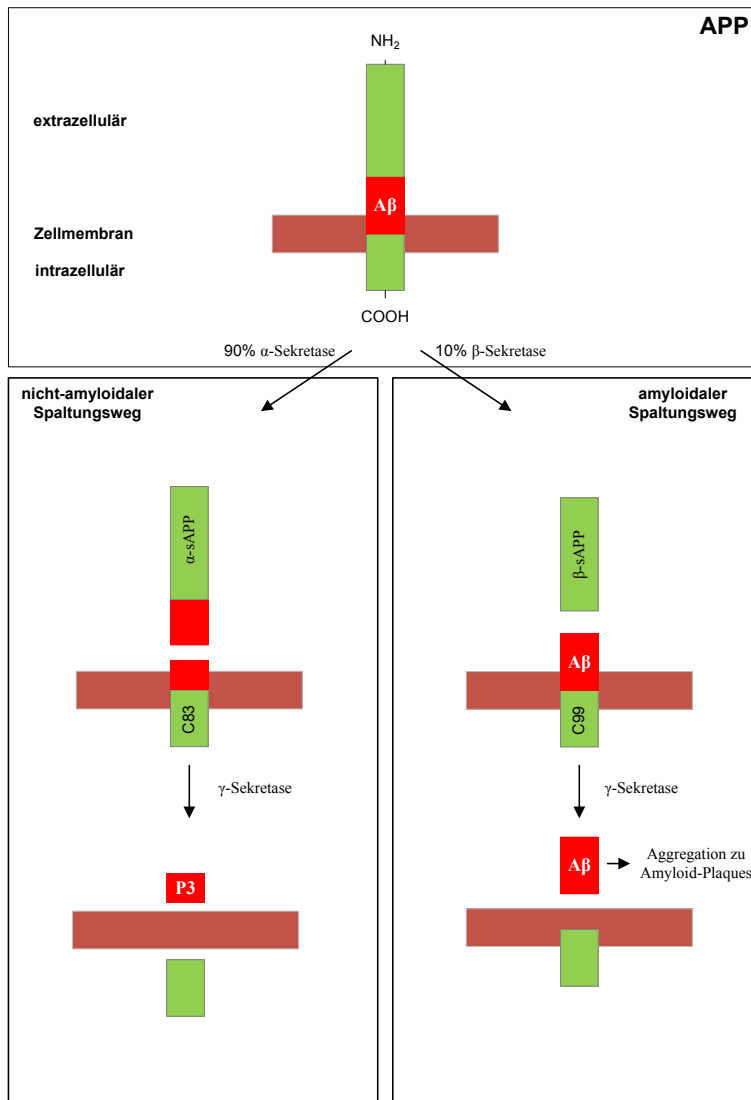 APP
NH₂
extrazellulär
Aβ
Zellmembran
intrazellulär
COOH
90% α-Sekretase
10% β-Sekretase
nicht-amyloidaler
Spaltungsweg
α-sAPP
C83
γ-Sekretase
P3
amyloidaler
Spaltungsweg
β-sAPP
Aβ
C99
γ-Sekretase
Aβ
Aggregation zu
Amyloid-Plaques